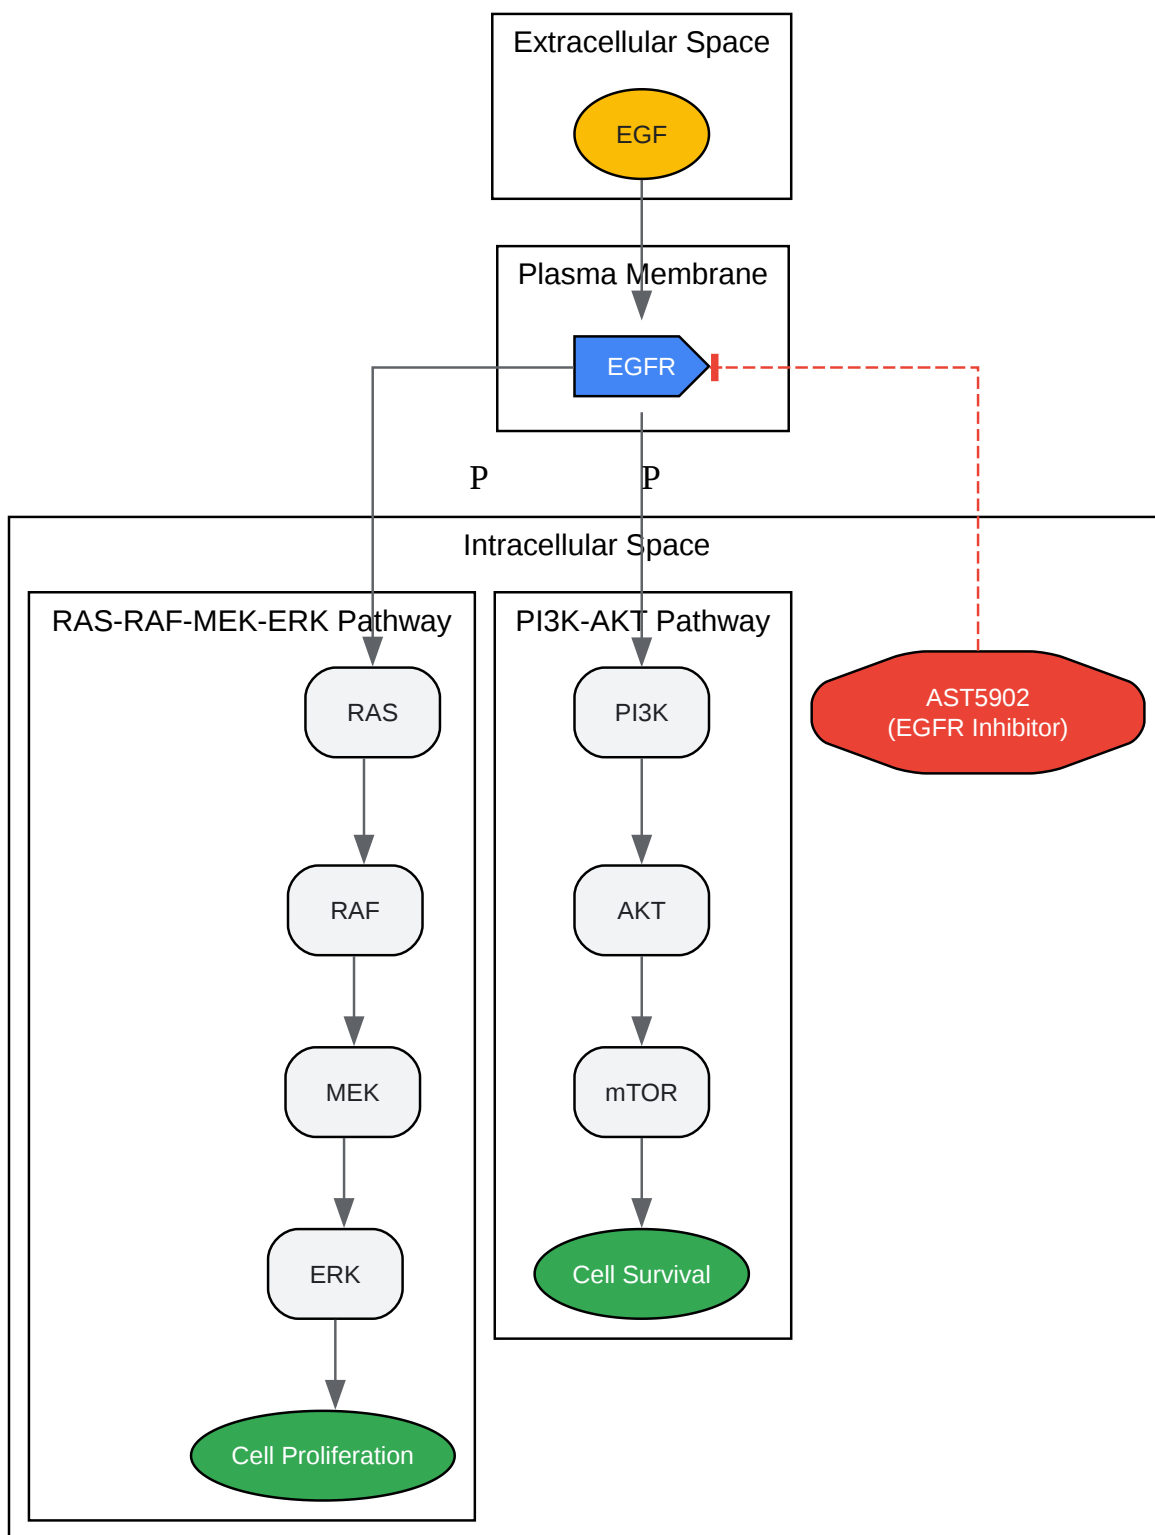 Extracellular Space
EGF
Plasma Membrane
EGFR
P
P
Intracellular Space
RAS-RAF-MEK-ERK Pathway
RAS
RAF
MEK
ERK
Cell Proliferation
PI3K-AKT Pathway
PI3K
AKT
mTOR
Cell Survival
AST5902
(EGFR Inhibitor)